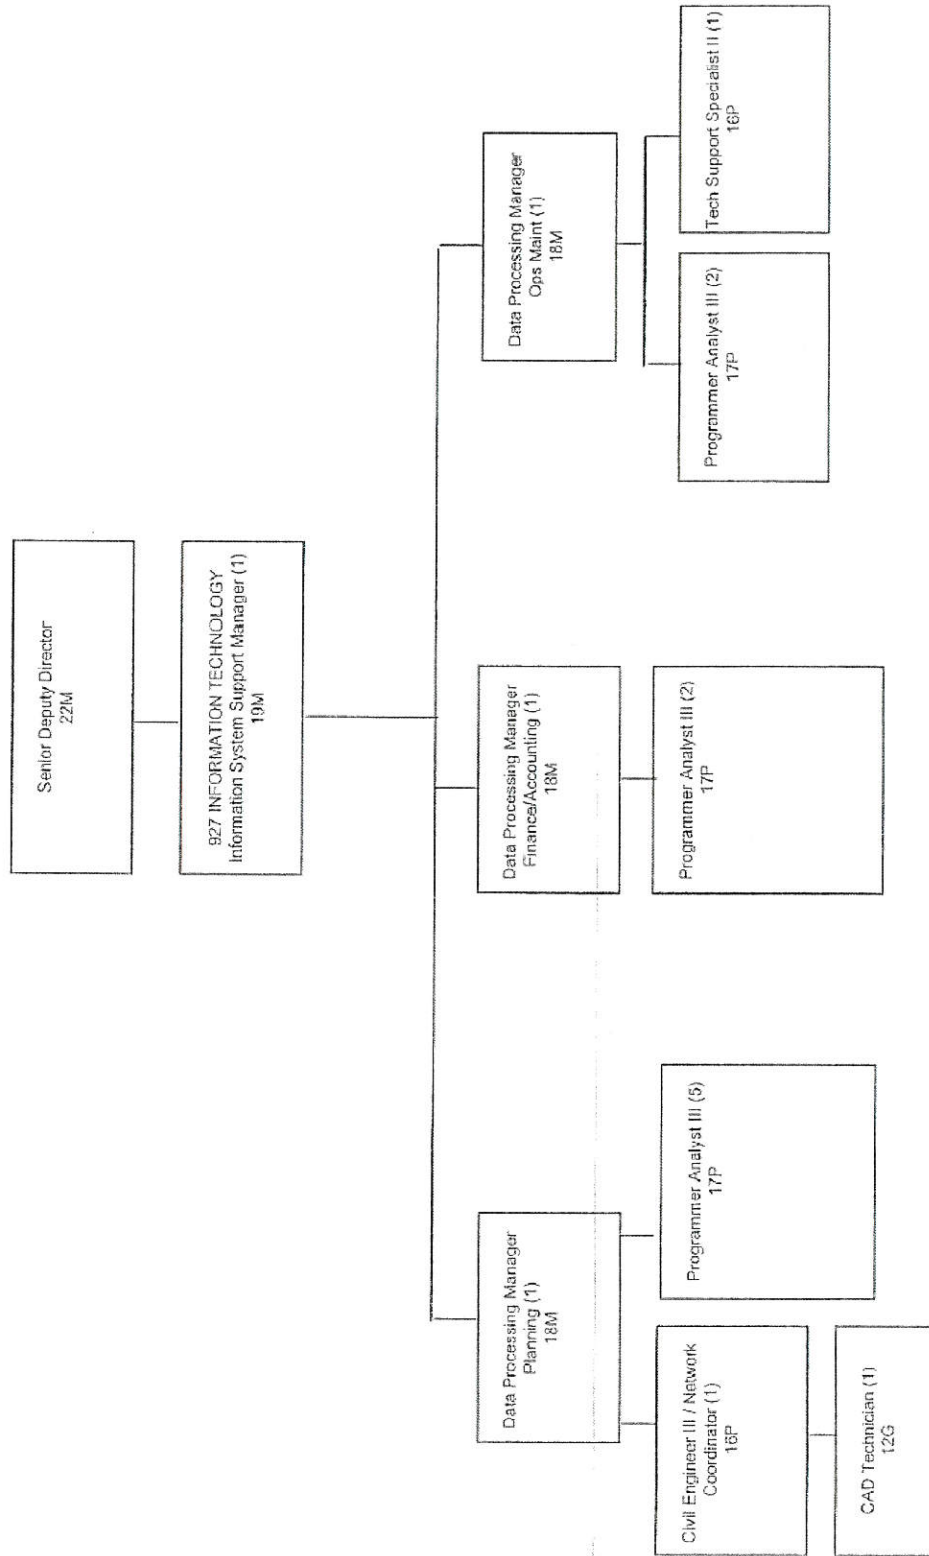 Senior Deputy Director
22M
927 INFORMATION TECHNOLOGY
Information System Support Manager (1)
19M
Data Processing Manager
Planning (1)
18M
Data Processing Manager
Finance/Accounting (1)
18M
Data Processing Manager
Ops Maint (1)
18M
Civil Engineer III / Network
Coordinator (1)
16P
Programmer Analyst III (5)
17P
Programmer Analyst III (2)
17P
Programmer Analyst III (2)
17P
Tech Support Specialist II (1)
16P
CAD Technician (1)
12G